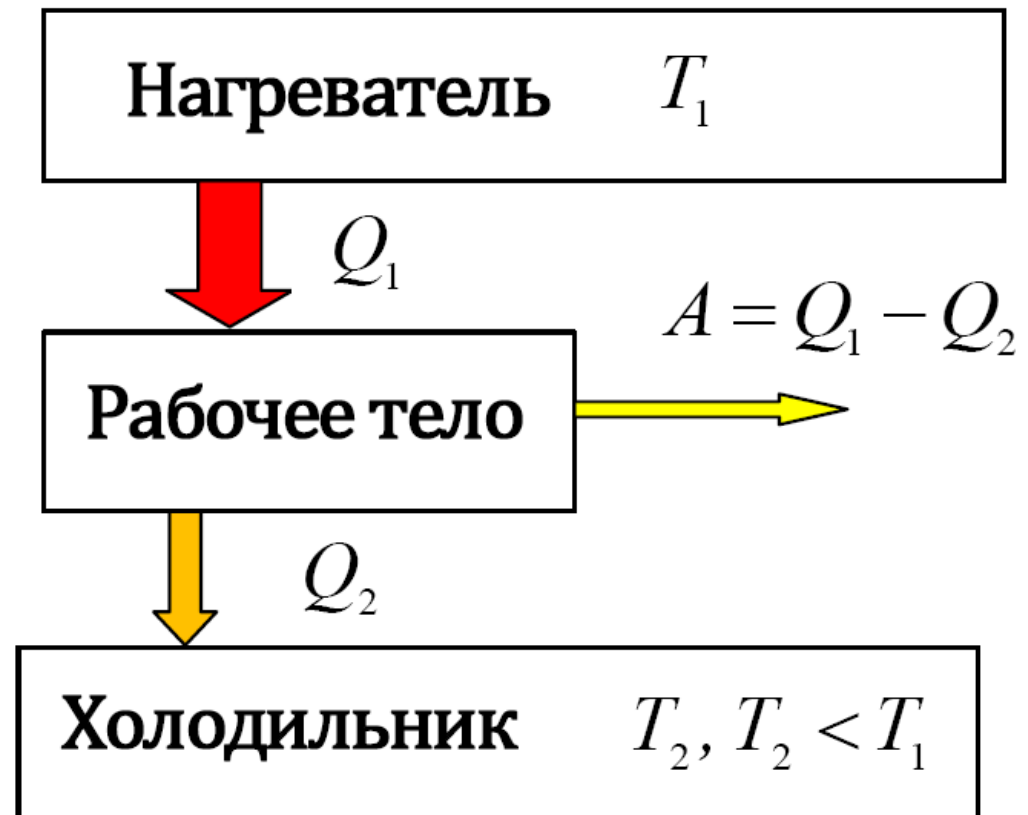 Нагреватель T₁
Q₁
A = Q₁ − Q₂
Рабочее тело
Q₂
Холодильник T₂, T₂ < T₁